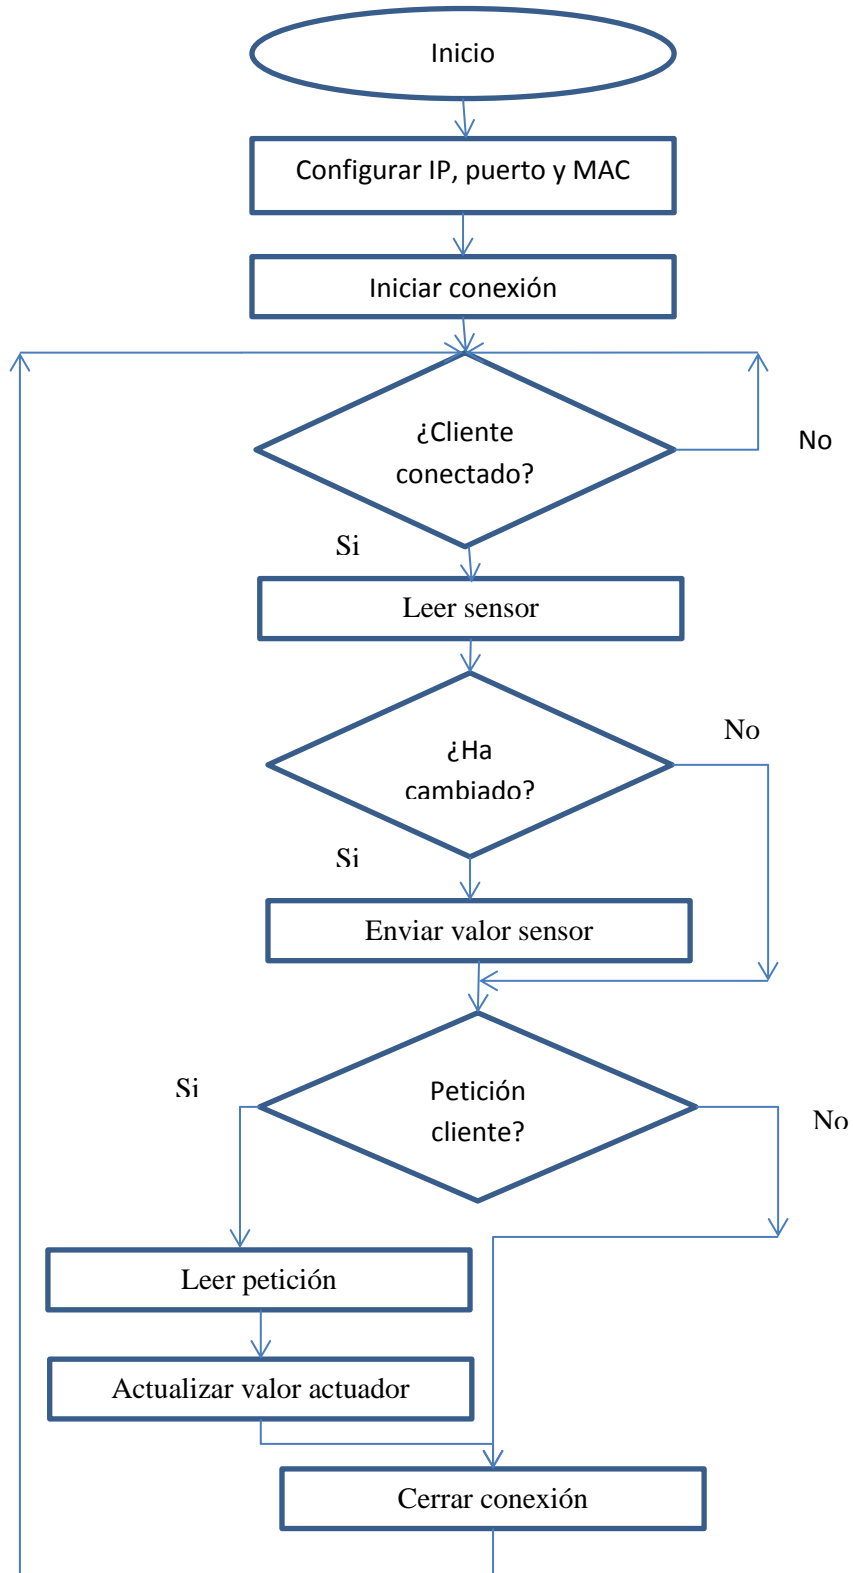 Inicio
Configurar IP, puerto y MAC
Iniciar conexión
¿Cliente
conectado?
No
Si
Leer sensor
¿Ha
cambiado?
No
Si
Enviar valor sensor
Petición
cliente?
Si
No
Leer petición
Actualizar valor actuador
Cerrar conexión